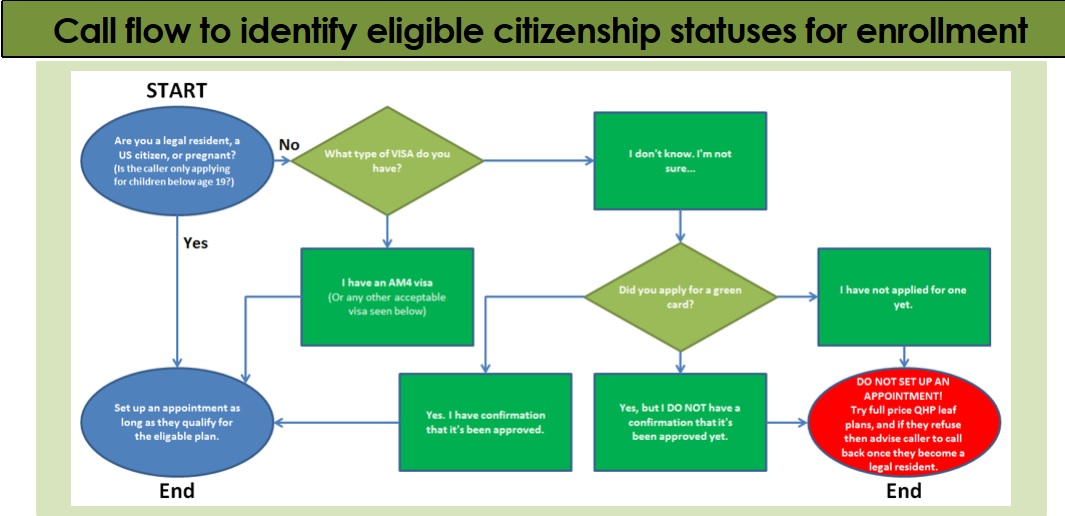 Call flow to identify eligible citizenship statuses for enrollment
START
Are you a legal resident, a
US citizen, or pregnant?
(Is the caller only applying
for children below age 19?)
No
What type of VISA do you
have?
I don't know. I'm not
sure...
Yes
I have an AM4 visa
(Or any other acceptable
visa seen below)
Did you apply for a green
card?
I have not applied for one
yet.
Set up an appointment as
long as they qualify for
the eligable plan.
End
Yes. I have confirmation
that it's been approved.
Yes, but I DO NOT have a
confirmation that it's
been approved yet.
DO NOT SET UP AN
APPOINTMENT!
Try full price QHP leaf
plans, and if they refuse
then advise caller to call
back once they become a
legal resident.
End